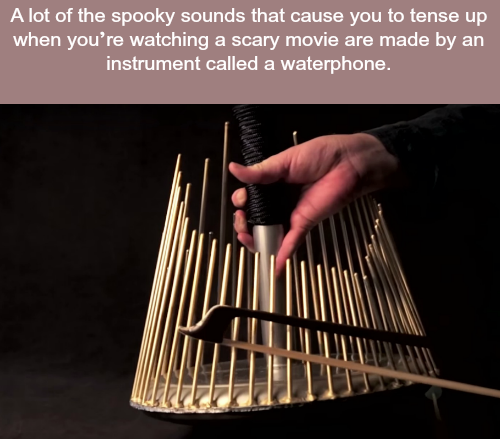 A lot of the spooky sounds that cause you to tense up
when you’re watching a scary movie are made by an
instrument called a waterphone.